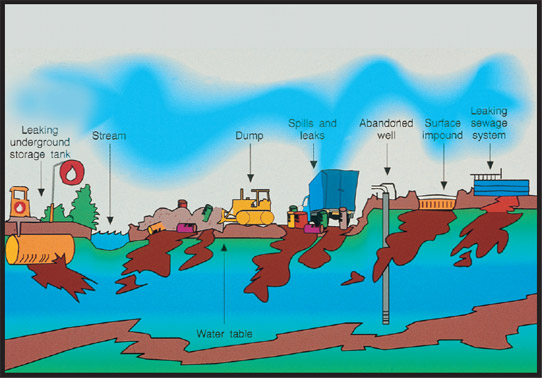 Leaking
underground
storage tank
Stream
Dump
Spills and
leaks
Abandoned
well
Surface
impound
Leaking
sewage
system
Water table